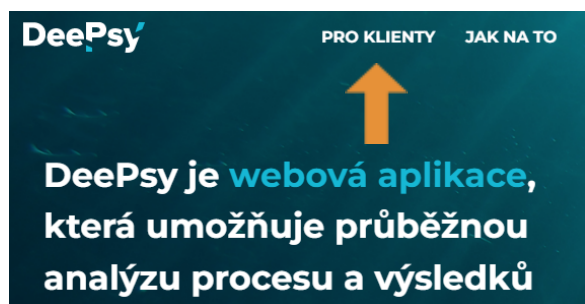 DeePsy
PRO KLIENTY JAK NA TO
DeePsy je webová aplikace,
která umožňuje průběžnou
analýzu procesu a výsledků